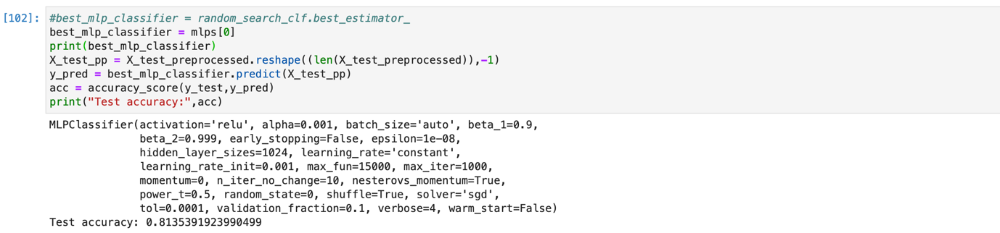 [102]: #best_mlp_classifier = random_search_clf.best_estimator_
best_mlp_classifier = mlps[0]
print(best_mlp_classifier)
X_test_pp = X_test_preprocessed.reshape((len(X_test_preprocessed)),-1)
y_pred = best_mlp_classifier.predict(X_test_pp)
acc = accuracy_score(y_test,y_pred)
print("Test accuracy:",acc)
MLPClassifier(activation='relu', alpha=0.001, batch_size='auto', beta_1=0.9,
beta_2=0.999, early_stopping=False, epsilon=1e-08,
hidden_layer_sizes=1024, learning_rate='constant',
learning_rate_init=0.001, max_fun=15000, max_iter=1000,
momentum=0, n_iter_no_change=10, nesterovs_momentum=True,
power_t=0.5, random_state=0, shuffle=True, solver='sgd',
tol=0.0001, validation_fraction=0.1, verbose=4, warm_start=False)
Test accuracy: 0.8135391923990499